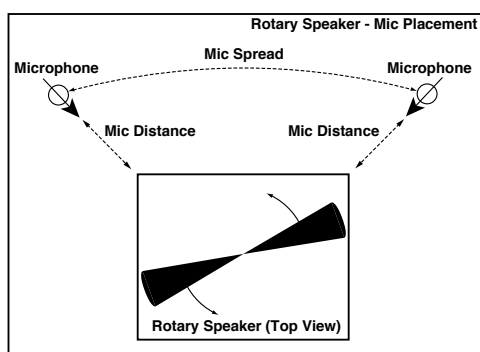 Rotary Speaker - Mic Placement
Mic Spread
Microphone
Microphone
Mic Distance
Mic Distance
Rotary Speaker (Top View)